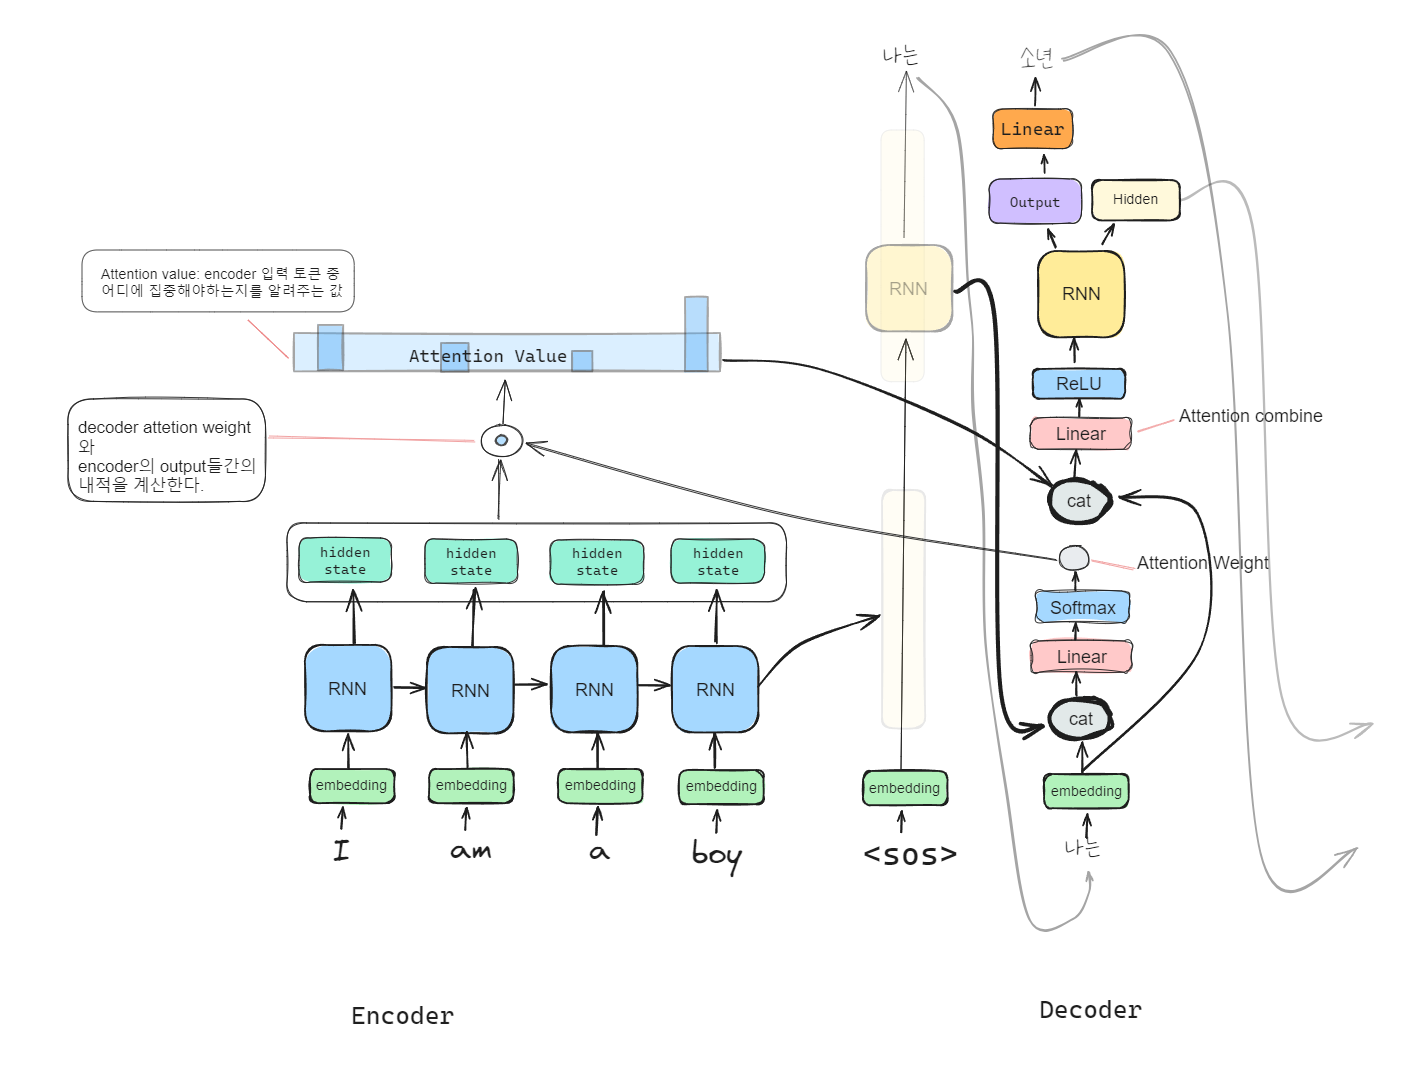 나는
소년
Linear
Output
Hidden
RNN
RNN
Attention value: encoder 입력 토큰 중
어디에 집중해야하는지를 알려주는 값
Attention Value
ReLU
Linear
Attention combine
decoder attetion weight
와
encoder의 output들간의
내적을 계산한다.
cat
hidden
state
hidden
state
hidden
state
hidden
state
Attention Weight
Softmax
Linear
RNN
RNN
RNN
RNN
cat
embedding
embedding
embedding
embedding
embedding
embedding
I
am
a
boy
<sos>
나는
Encoder
Decoder